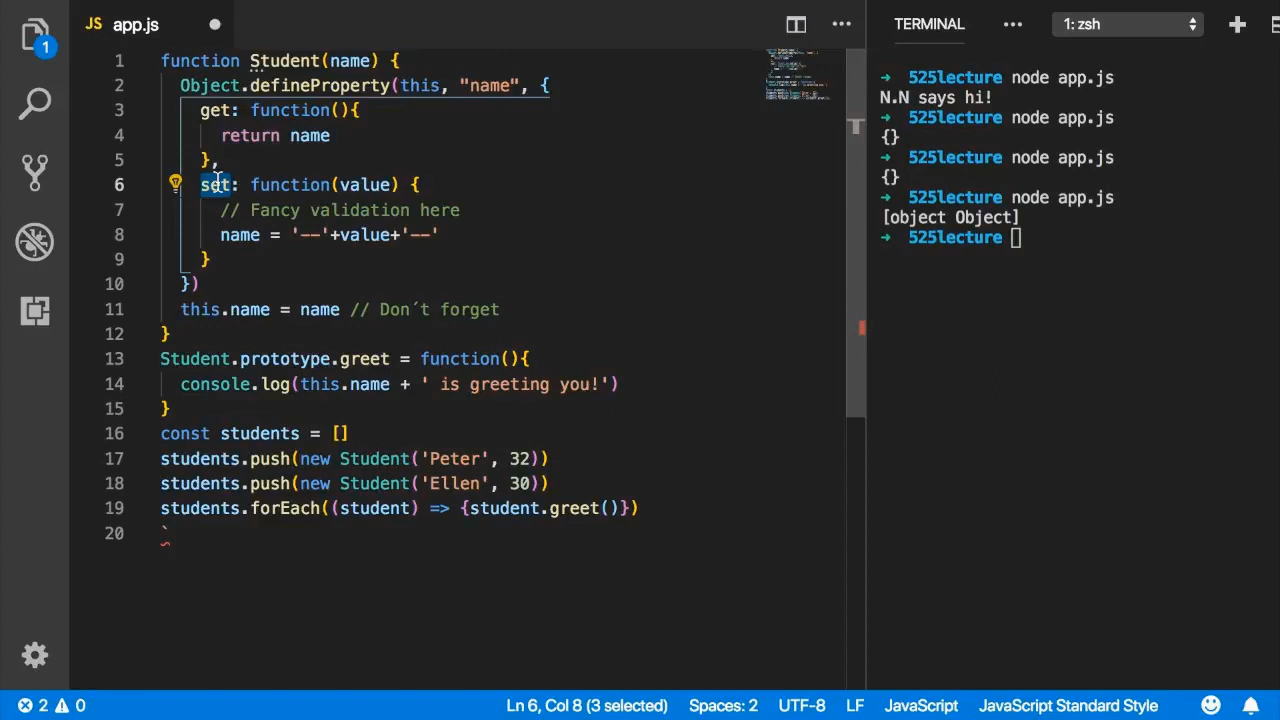 1
JS app.js
TERMINAL
1: zsh
1 function Student(name) {
2 Object.defineProperty(this, "name", {
3 get: function(){
4 return name
5 },
6 set: function(value) {
7 // Fancy validation here
8 name = '--'+value+'--'
9 }
10 })
11 this.name = name // Don´t forget
12 }
13 Student.prototype.greet = function(){
14 console.log(this.name + ' is greeting you!')
15 }
16 const students = []
17 students.push(new Student('Peter', 32))
18 students.push(new Student('Ellen', 30))
19 students.forEach((student) => {student.greet()})
20 `
➜ 525lecture node app.js
N.N says hi!
➜ 525lecture node app.js
{}
➜ 525lecture node app.js
{}
➜ 525lecture node app.js
[object Object]
➜ 525lecture
2 0 Ln 6, Col 8 (3 selected) Spaces: 2 UTF-8 LF JavaScript JavaScript Standard Style